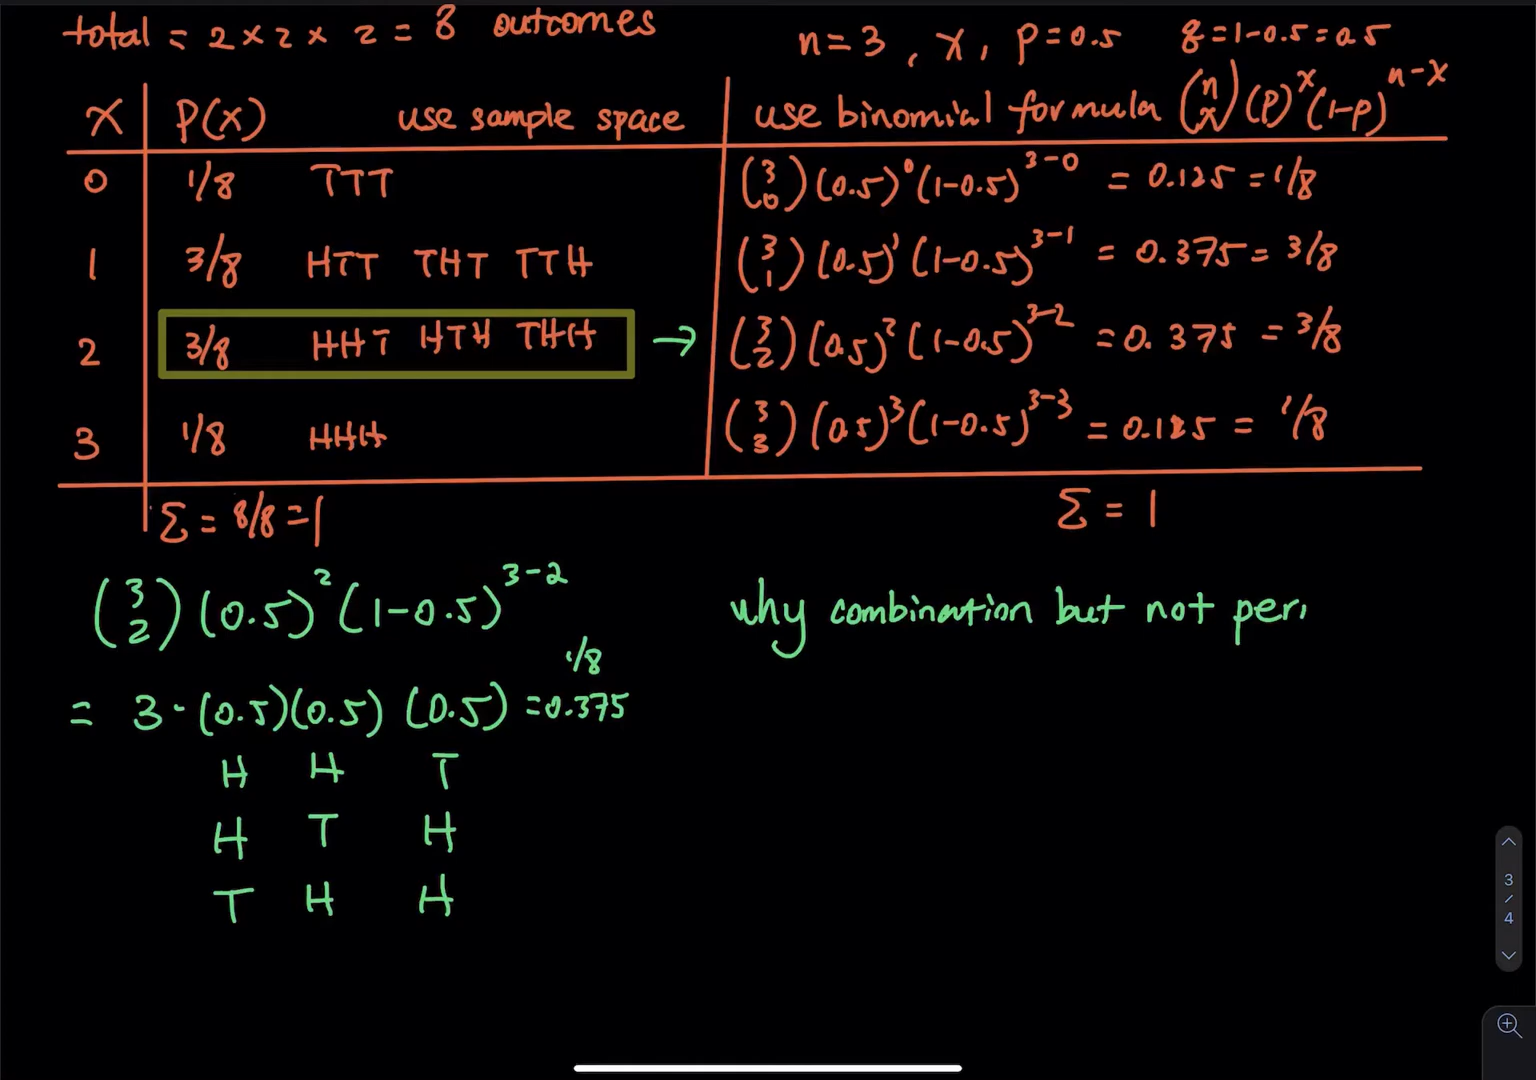 total = 2 × 2 × 2 = 8 outcomes
n = 3 , x, p = 0.5 q = 1-0.5 = 0.5
x P(x) use sample space use binomial formula (n x) (p)^x (1-p)^n-x
0 1/8 TTT (3 0) (0.5)^0 (1-0.5)^3-0 = 0.125 = 1/8
1 3/8 HTT THT TTH (3 1) (0.5)^1 (1-0.5)^3-1 = 0.375 = 3/8
2 3/8 HHT HTH THH → (3 2) (0.5)^2 (1-0.5)^3-2 = 0.375 = 3/8
3 1/8 HHH (3 3) (0.5)^3 (1-0.5)^3-3 = 0.125 = 1/8
Σ = 8/8 = 1 Σ = 1
(3 2) (0.5)^2 (1-0.5)^3-2
why combination but not per
1/8
= 3 · (0.5)(0.5) (0.5) = 0.375
H H T
H T H
T H H
3
/
4